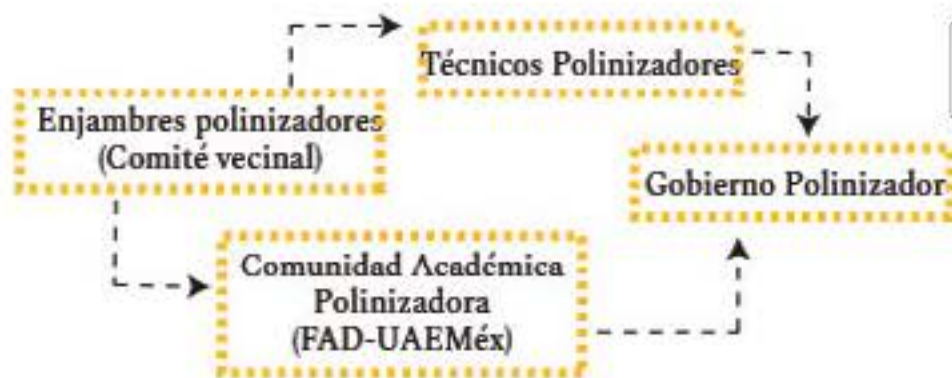 Técnicos Polinizadores
Enjambres polinizadores
(Comité vecinal)
Gobierno Polinizador
Comunidad Académica
Polinizadora
(FAD-UAEMéx)